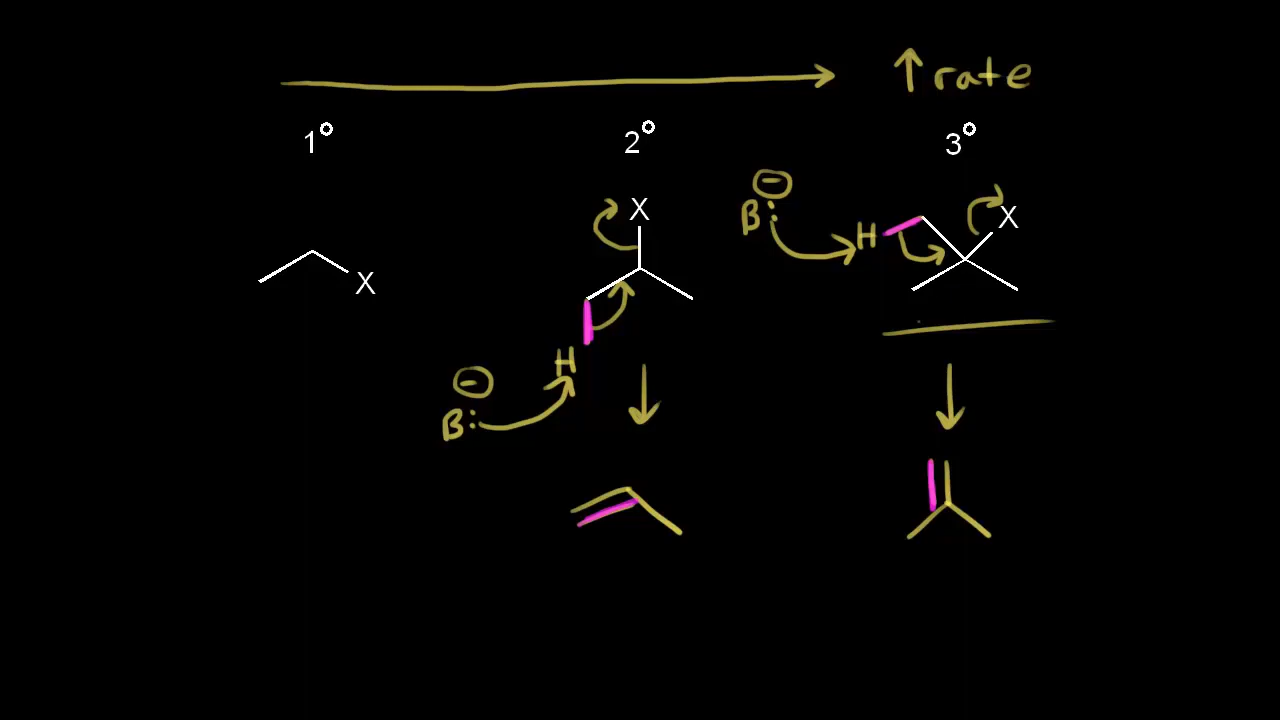 ↑ rate
1° 2° 3°
B:⊖ H X
X
X
H
B:⊖